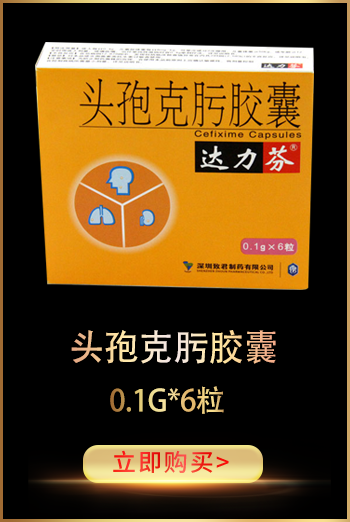 头孢克肟胶囊
Cefixime Capsules
达力芬®
0.1g×6粒
深圳致君制药有限公司
头孢克肟胶囊
0.1G*6粒
立即购买>